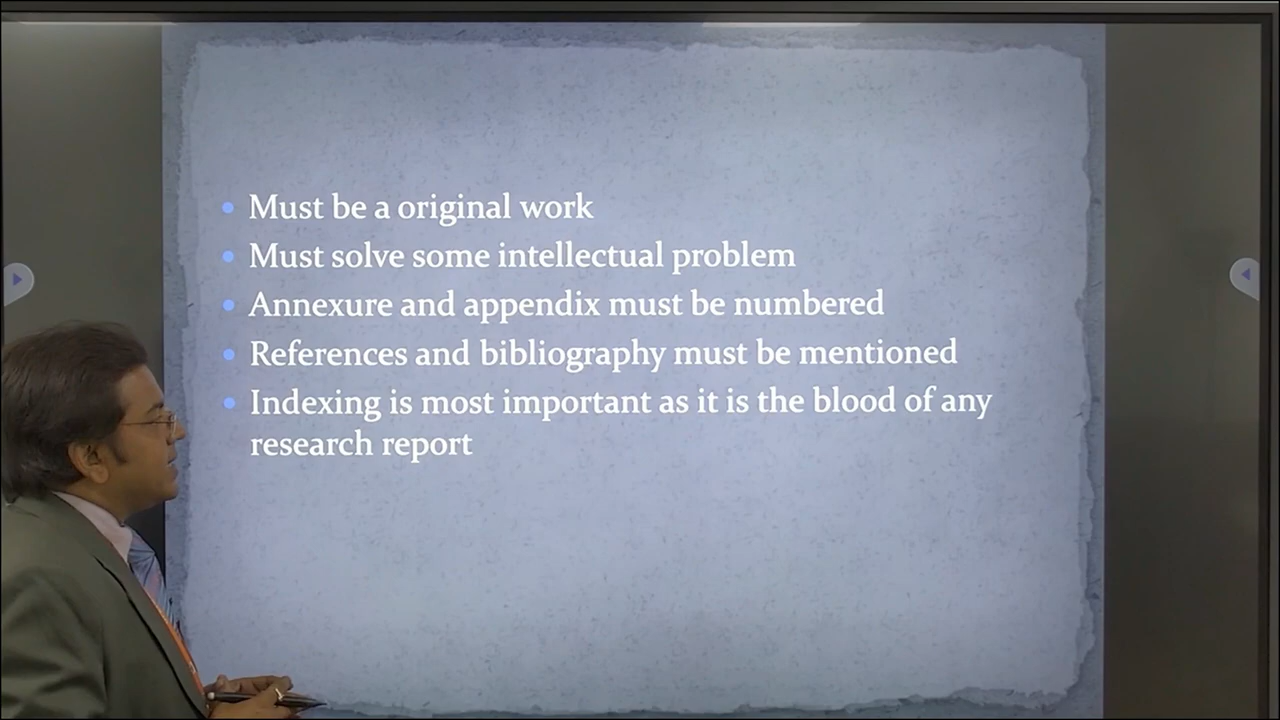 • Must be a original work
• Must solve some intellectual problem
• Annexure and appendix must be numbered
• References and bibliography must be mentioned
• Indexing is most important as it is the blood of any
research report